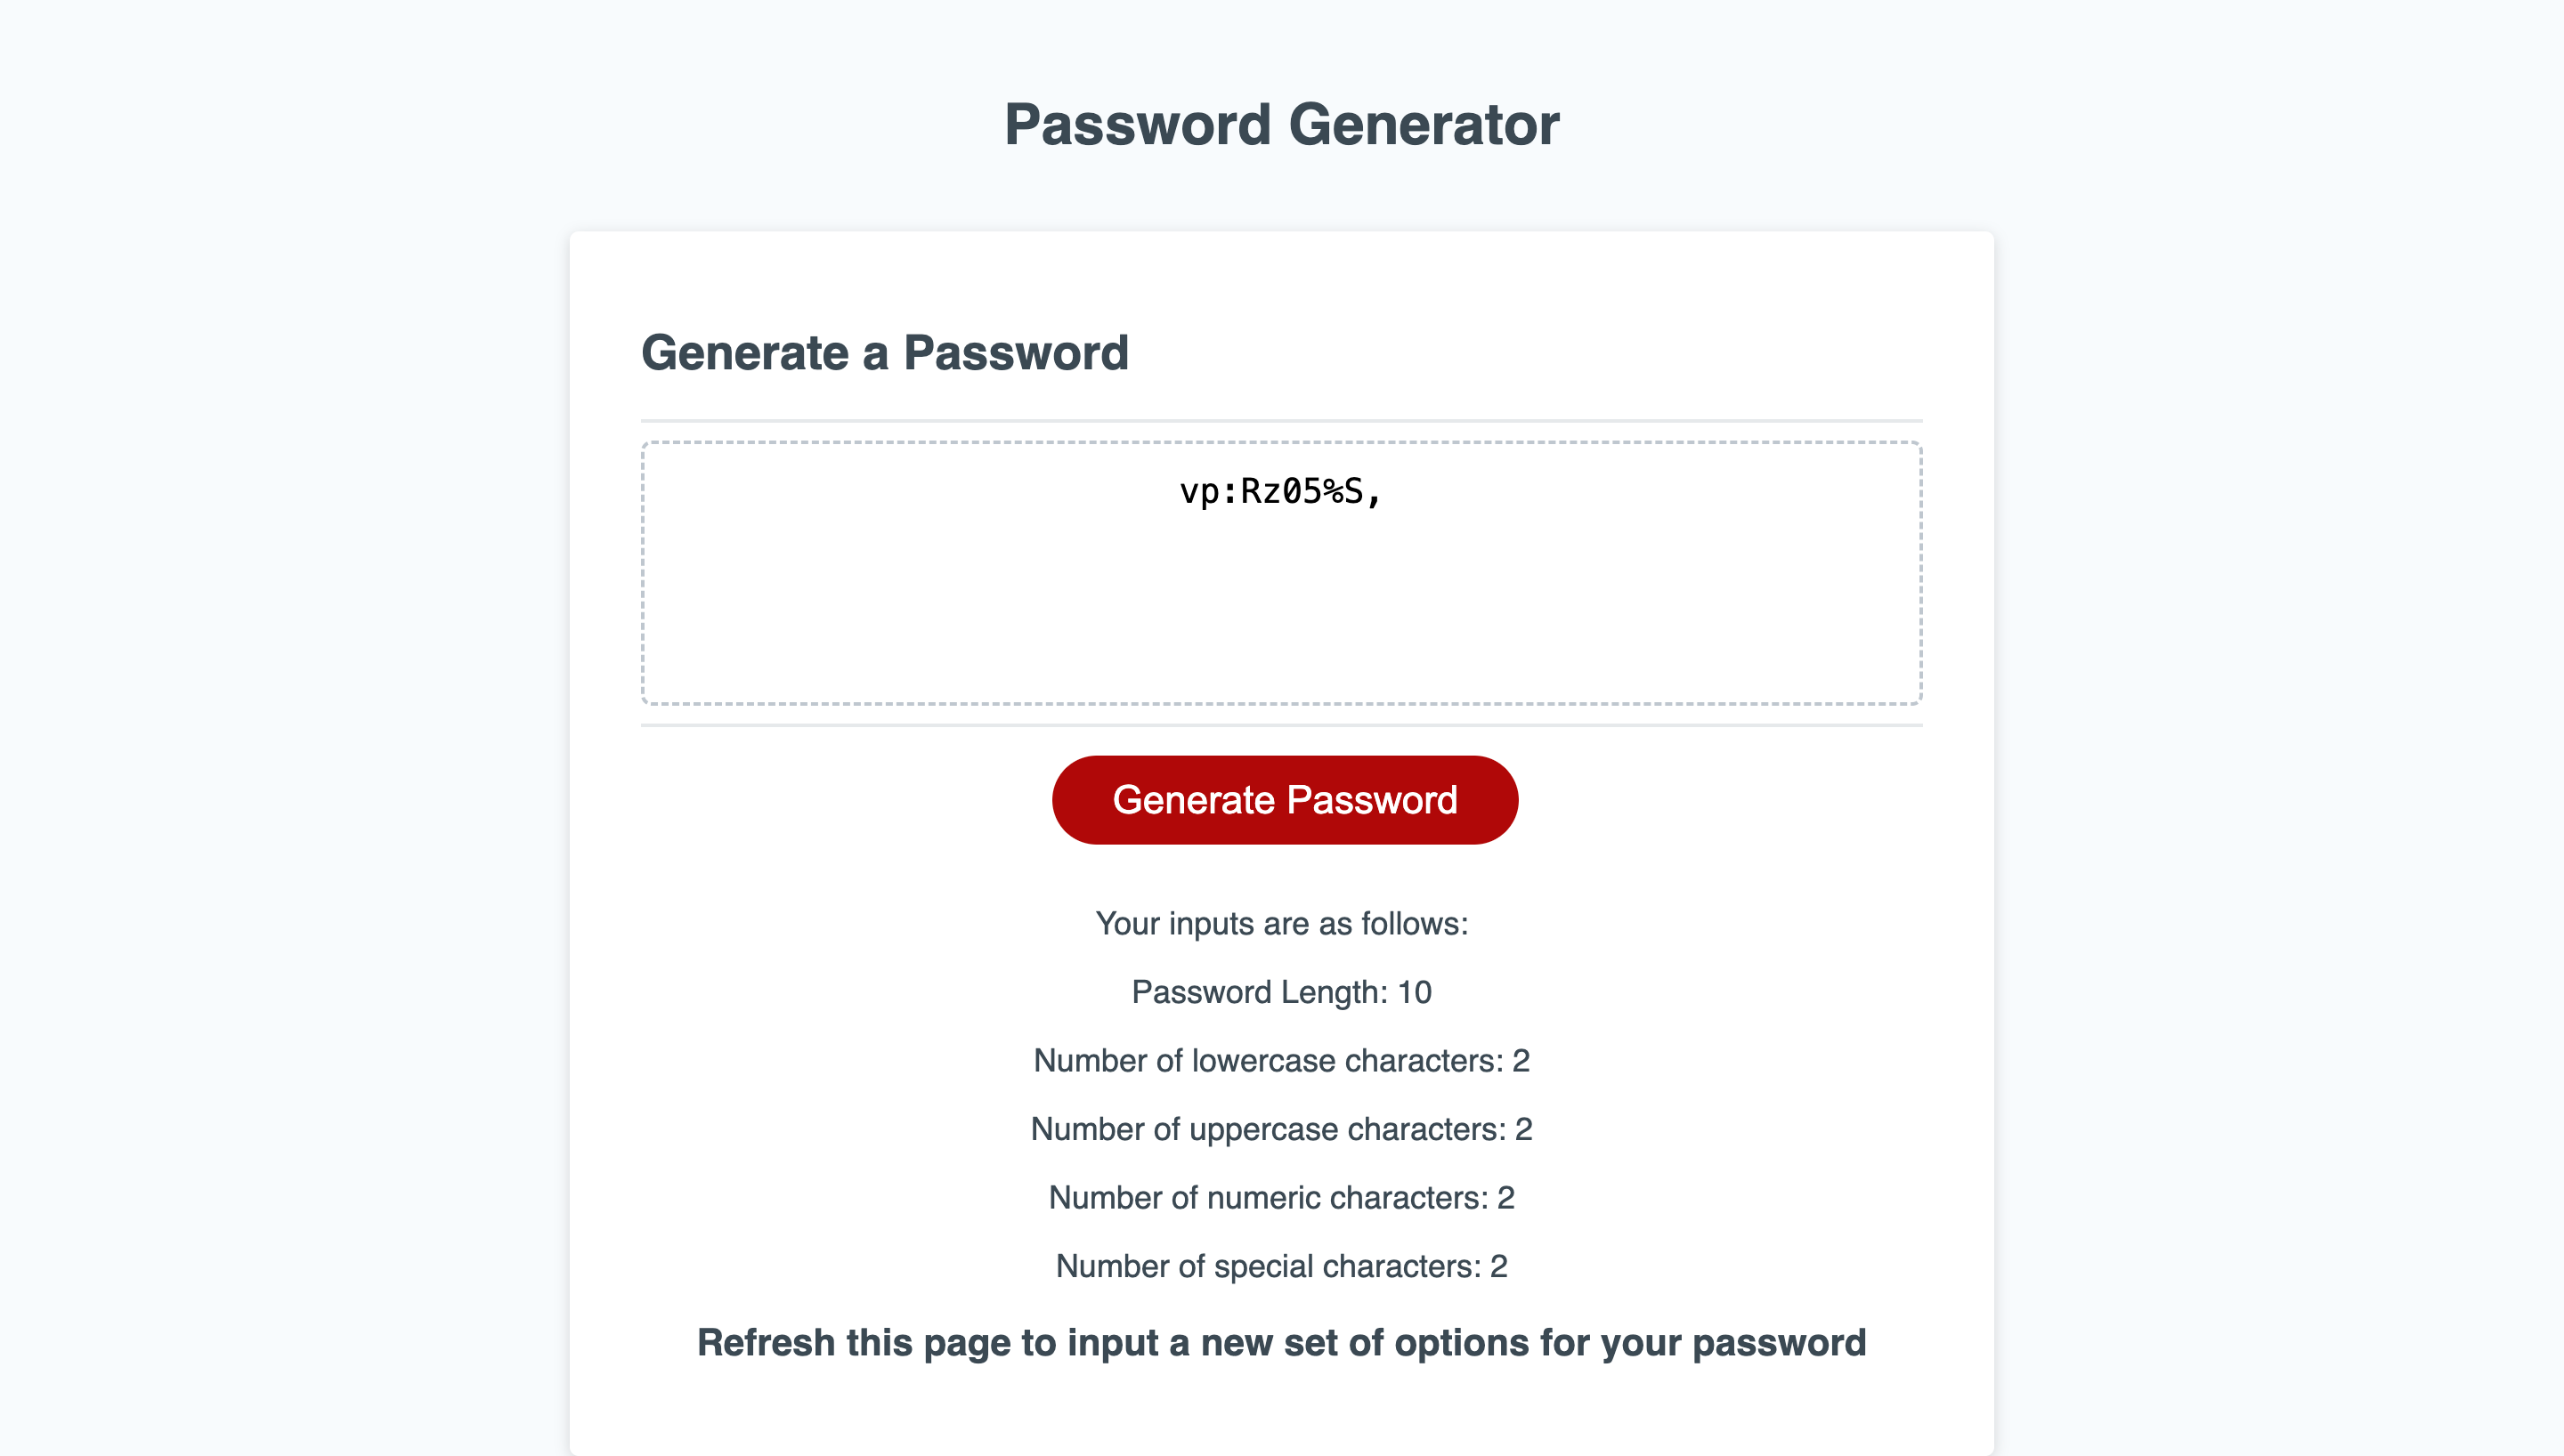 Password Generator
Generate a Password
vp:Rz05%S,
Generate Password
Your inputs are as follows:
Password Length: 10
Number of lowercase characters: 2
Number of uppercase characters: 2
Number of numeric characters: 2
Number of special characters: 2
Refresh this page to input a new set of options for your password